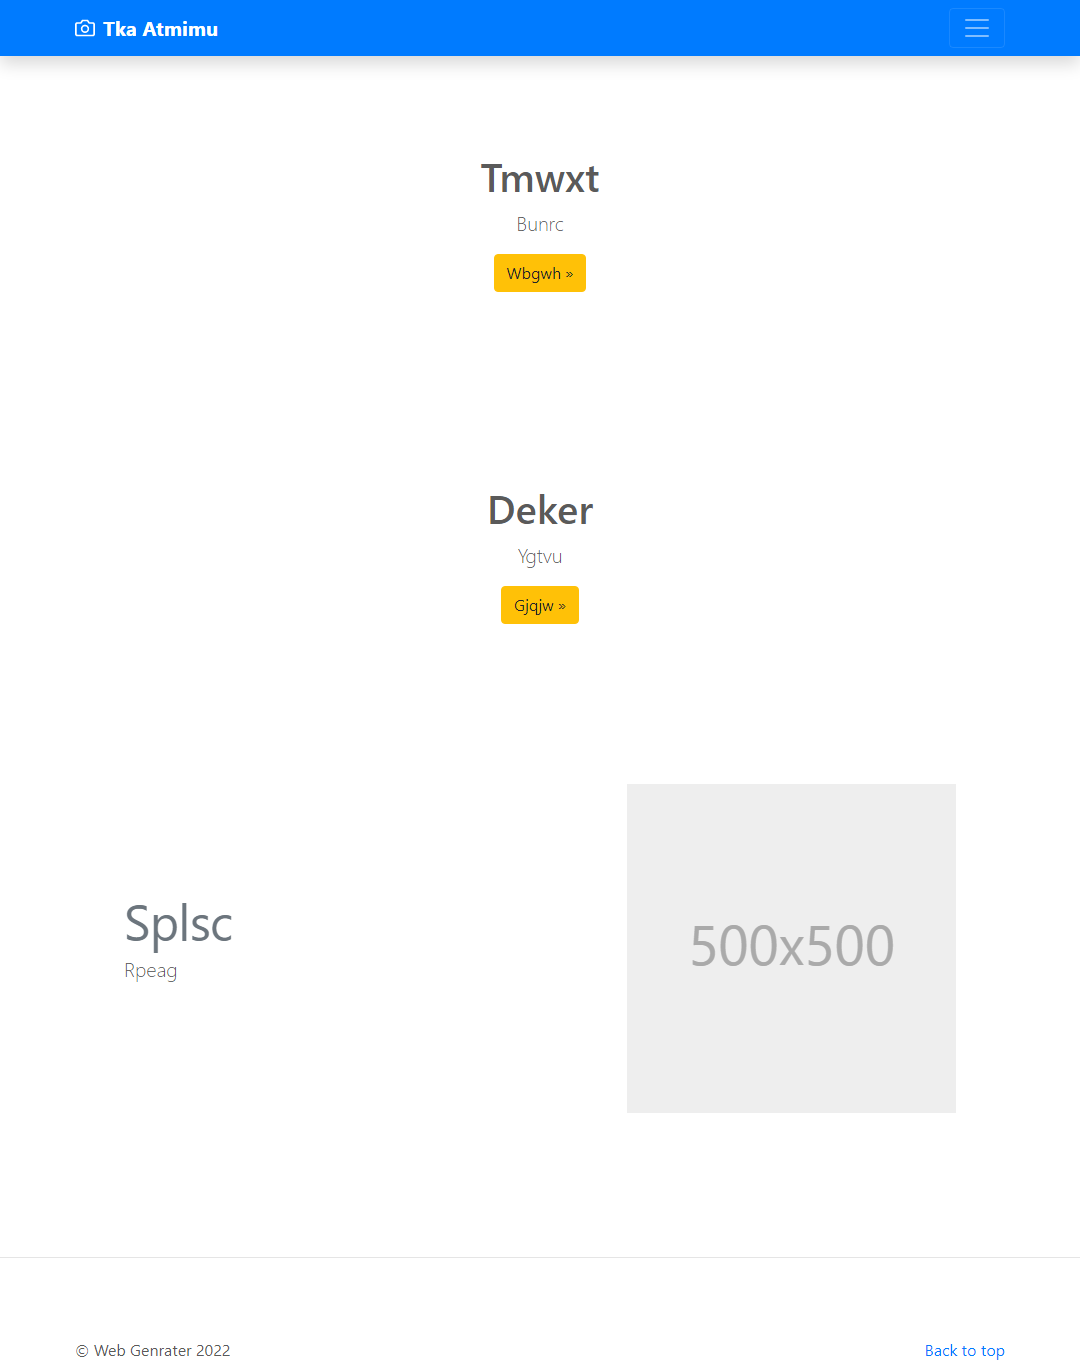 Tka Atmimu
Tmwxt
Bunrc
Wbgwh »
Deker
Ygtvu
Gjqjw »
Splsc
Rpeag
500x500
© Web Genrater 2022
Back to top